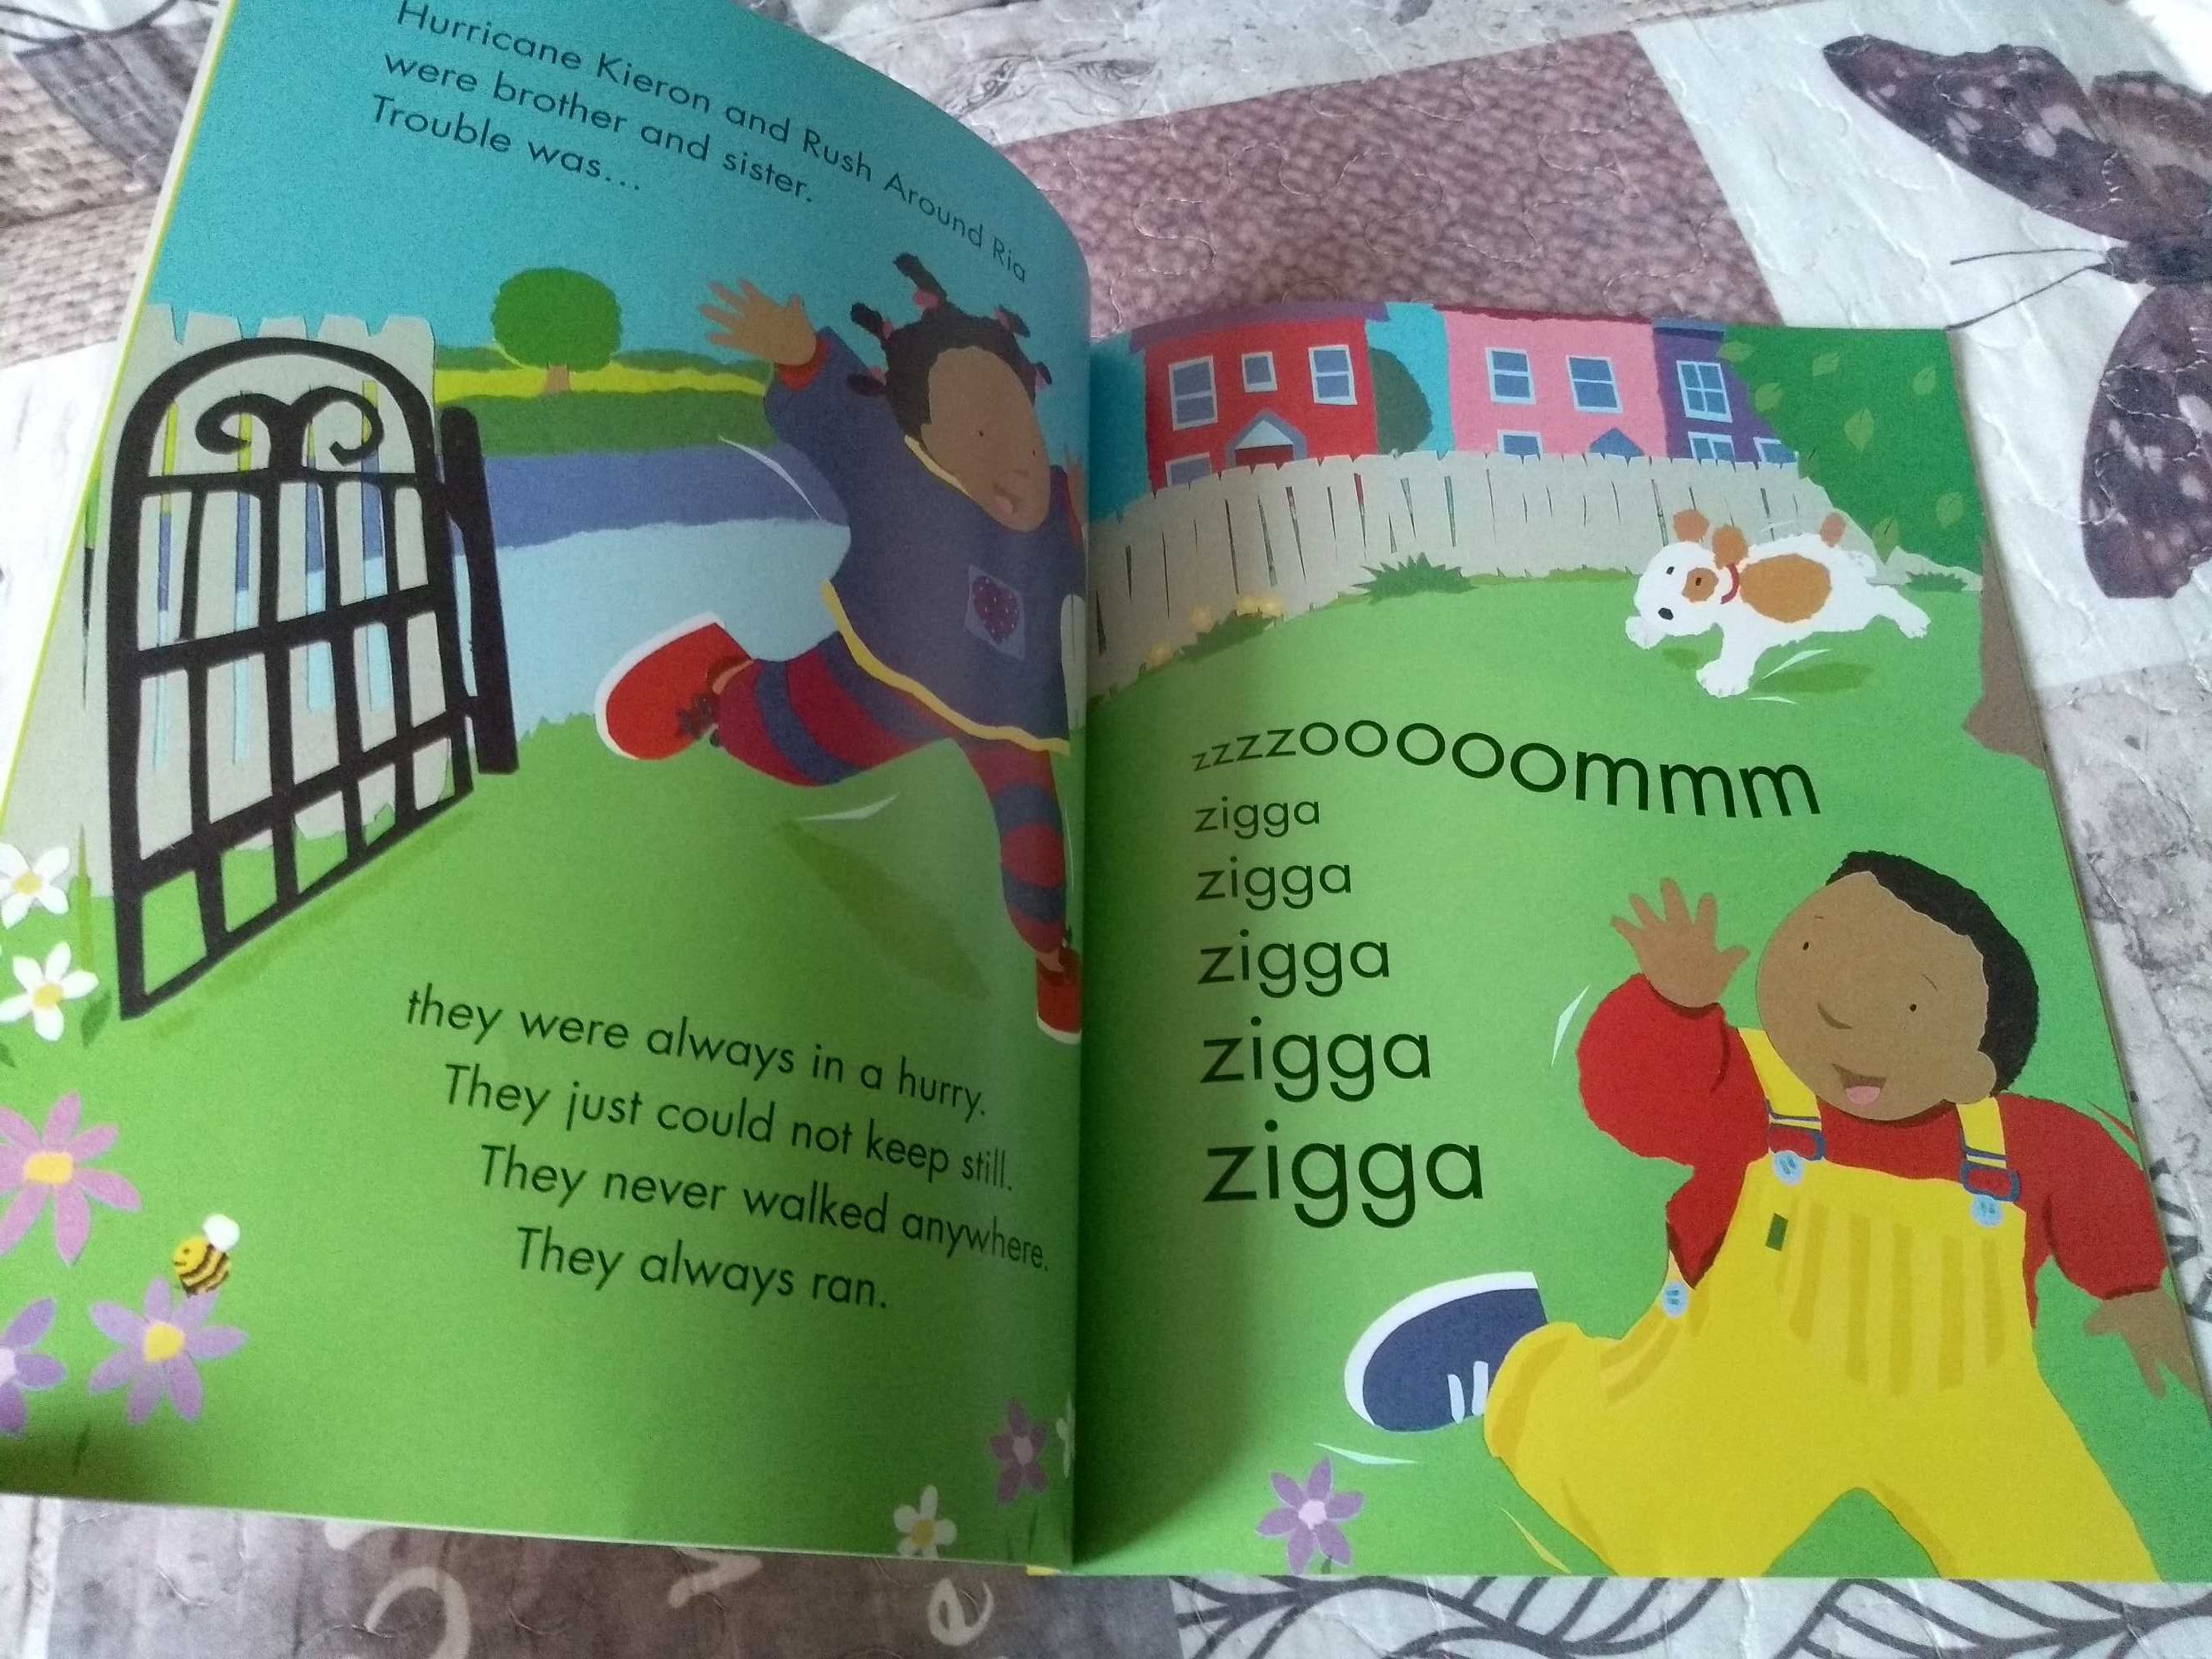 Hurricane Kieron and Rush Around Ria
were brother and sister.
Trouble was...
they were always in a hurry.
They just could not keep still.
They never walked anywhere.
They always ran.
zzzzooooommm
zigga
zigga
zigga
zigga
zigga